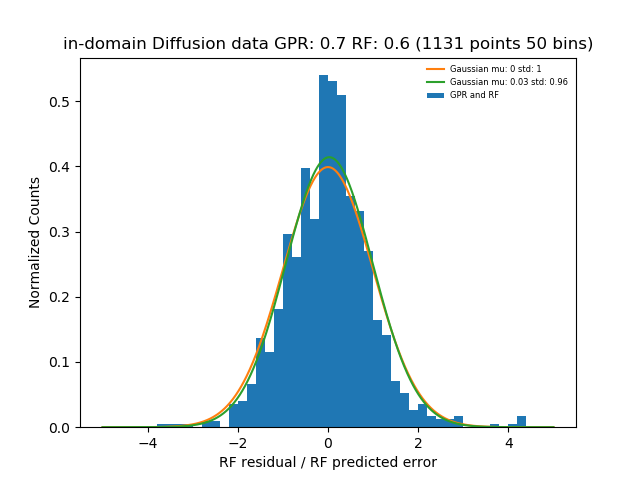 in-domain Diffusion data GPR: 0.7 RF: 0.6 (1131 points 50 bins)
Gaussian mu: 0 std: 1
Gaussian mu: 0.03 std: 0.96
GPR and RF
Normalized Counts
0.5
0.4
0.3
0.2
0.1
0.0
−4 −2 0 2 4
RF residual / RF predicted error